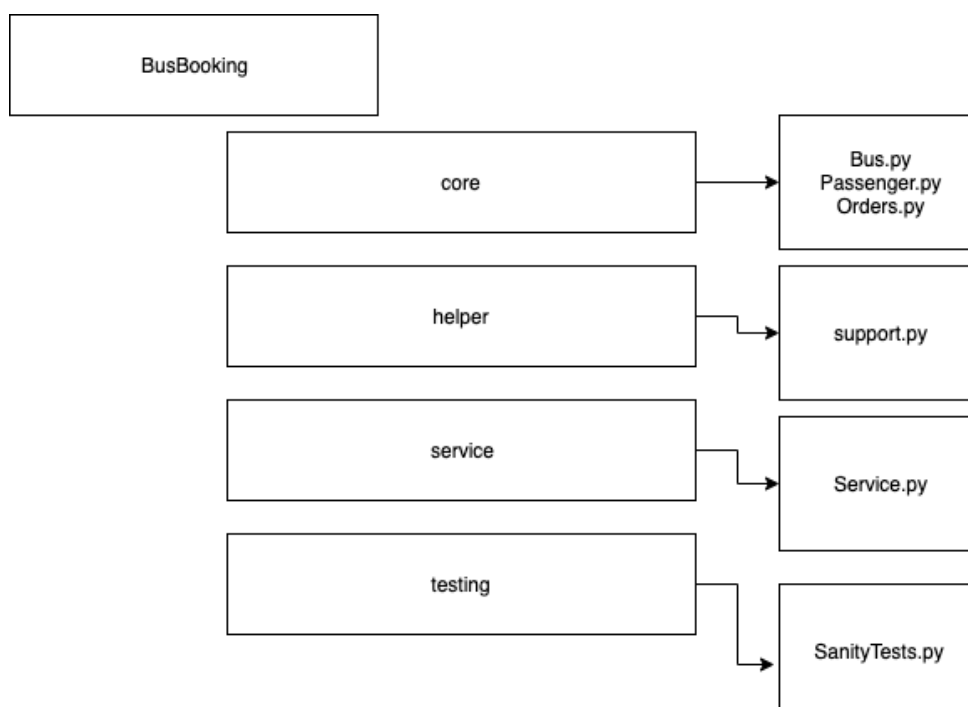 BusBooking
core
Bus.py
Passenger.py
Orders.py
helper
support.py
service
Service.py
testing
SanityTests.py